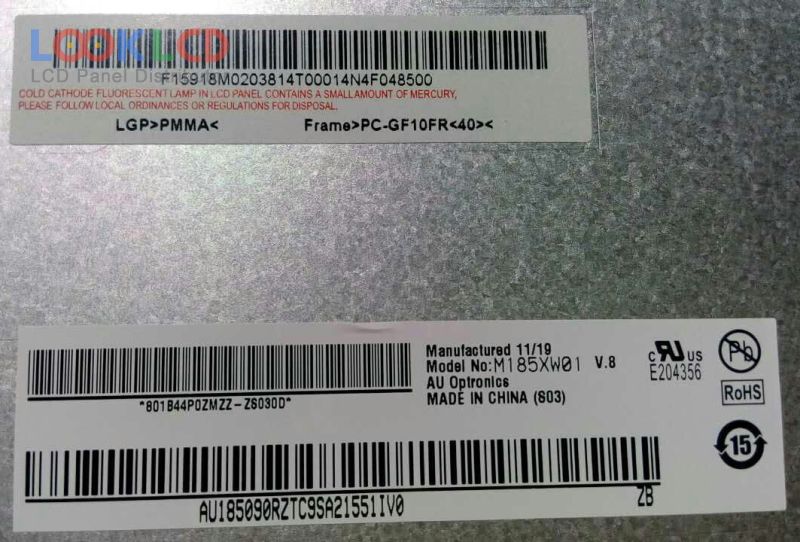 LOOKLCD
LCD Panel Dis
F15918M0203814T00014N4F048500
COLD CATHODE FLUORESCENT LAMP IN LCD PANEL CONTAINS A SMALL AMOUNT OF MERCURY,
PLEASE FOLLOW LOCAL ORDINANCES OR REGULATIONS FOR DISPOSAL.
LGP>PMMA< Frame>PC-GF10FR<40><
Manufactured 11/19
Model No:M185XW01 V.8
AU Optronics
MADE IN CHINA (S03)
*801B44P0ZMZZ-ZS030D*
c RU US
E204356
Pb
RoHS
15
AU185090RZTC9SA21551IV0 ZB